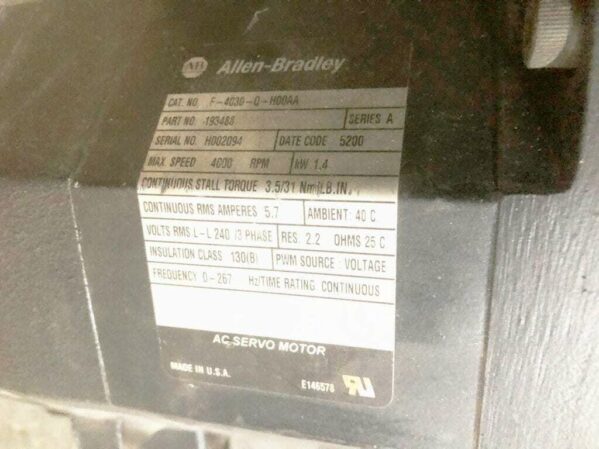 AB Allen-Bradley
CAT. NO. F-4030-Q-H00AA
PART NO. 193488 SERIES A
SERIAL NO. H002094 DATE CODE 5200
MAX. SPEED 4000 RPM kW 1.4
CONTINUOUS STALL TORQUE 3.5/31 Nm(LB.IN.)
CONTINUOUS RMS AMPERES 5.7 AMBIENT: 40 C
VOLTS RMS L-L 240 /3 PHASE RES: 2.2 OHMS 25 C
INSULATION CLASS 130(B) PWM SOURCE : VOLTAGE
FREQUENCY 0-267 Hz/TIME RATING: CONTINUOUS
AC SERVO MOTOR
MADE IN U.S.A. E146578